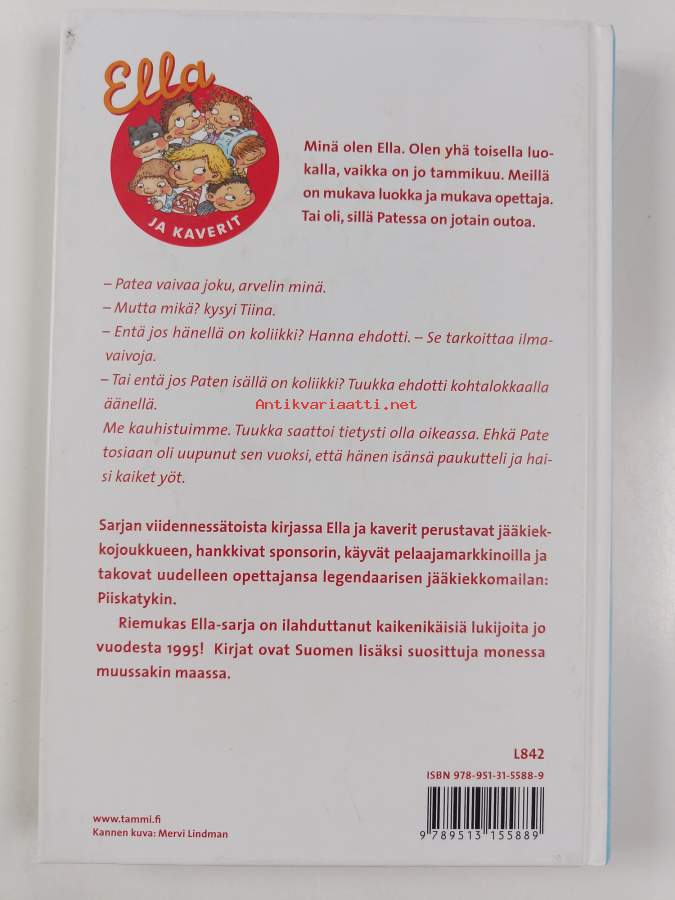 Ella
JA KAVERIT
Minä olen Ella. Olen yhä toisella luo-
kalla, vaikka on jo tammikuu. Meillä
on mukava luokka ja mukava opettaja.
Tai oli, sillä Patessa on jotain outoa.
– Patea vaivaa joku, arvelin minä.
– Mutta mikä? kysyi Tiina.
– Entä jos hänellä on koliikki? Hanna ehdotti. – Se tarkoittaa ilma-
vaivoja.
– Tai entä jos Paten isällä on koliikki? Tuukka ehdotti kohtalokkaalla
äänellä.
Antikvariaatti.net
Me kauhistuimme. Tuukka saattoi tietysti olla oikeassa. Ehkä Pate
tosiaan oli uupunut sen vuoksi, että hänen isänsä paukutteli ja hai-
si kaiket yöt.
Sarjan viidennessätoista kirjassa Ella ja kaverit perustavat jääkiek-
kojoukkueen, hankkivat sponsorin, käyvät pelaajamarkkinoilla ja
takovat uudelleen opettajansa legendaarisen jääkiekkomailan:
Piiskatykin.
Riemukas Ella-sarja on ilahduttanut kaikenikäisiä lukijoita jo
vuodesta 1995! Kirjat ovat Suomen lisäksi suosittuja monessa
muussakin maassa.
L842
ISBN 978-951-31-5588-9
www.tammi.fi
Kannen kuva: Mervi Lindman
9 789513 155889